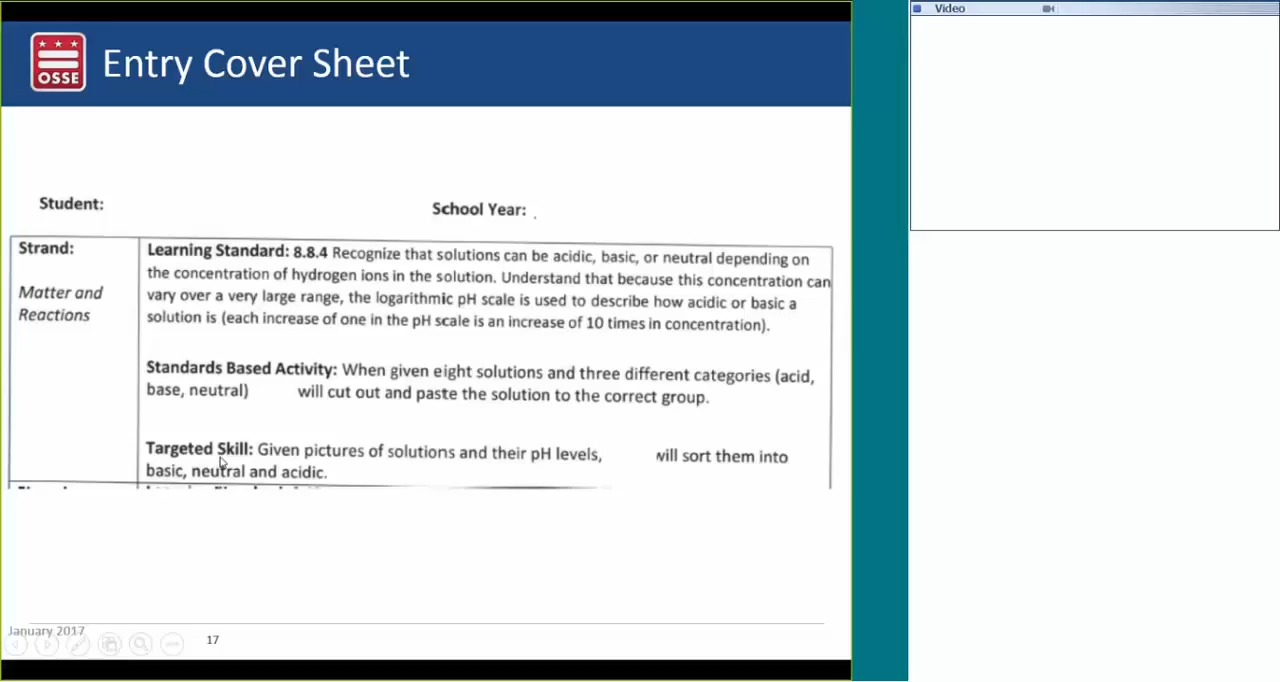 Video
OSSE
Entry Cover Sheet
Student:
School Year:
Strand:
Matter and
Reactions
Learning Standard: 8.8.4 Recognize that solutions can be acidic, basic, or neutral depending on
the concentration of hydrogen ions in the solution. Understand that because this concentration can
vary over a very large range, the logarithmic pH scale is used to describe how acidic or basic a
solution is (each increase of one in the pH scale is an increase of 10 times in concentration).
Standards Based Activity: When given eight solutions and three different categories (acid,
base, neutral) will cut out and paste the solution to the correct group.
Targeted Skill: Given pictures of solutions and their pH levels, will sort them into
basic, neutral and acidic.
January 2017
17